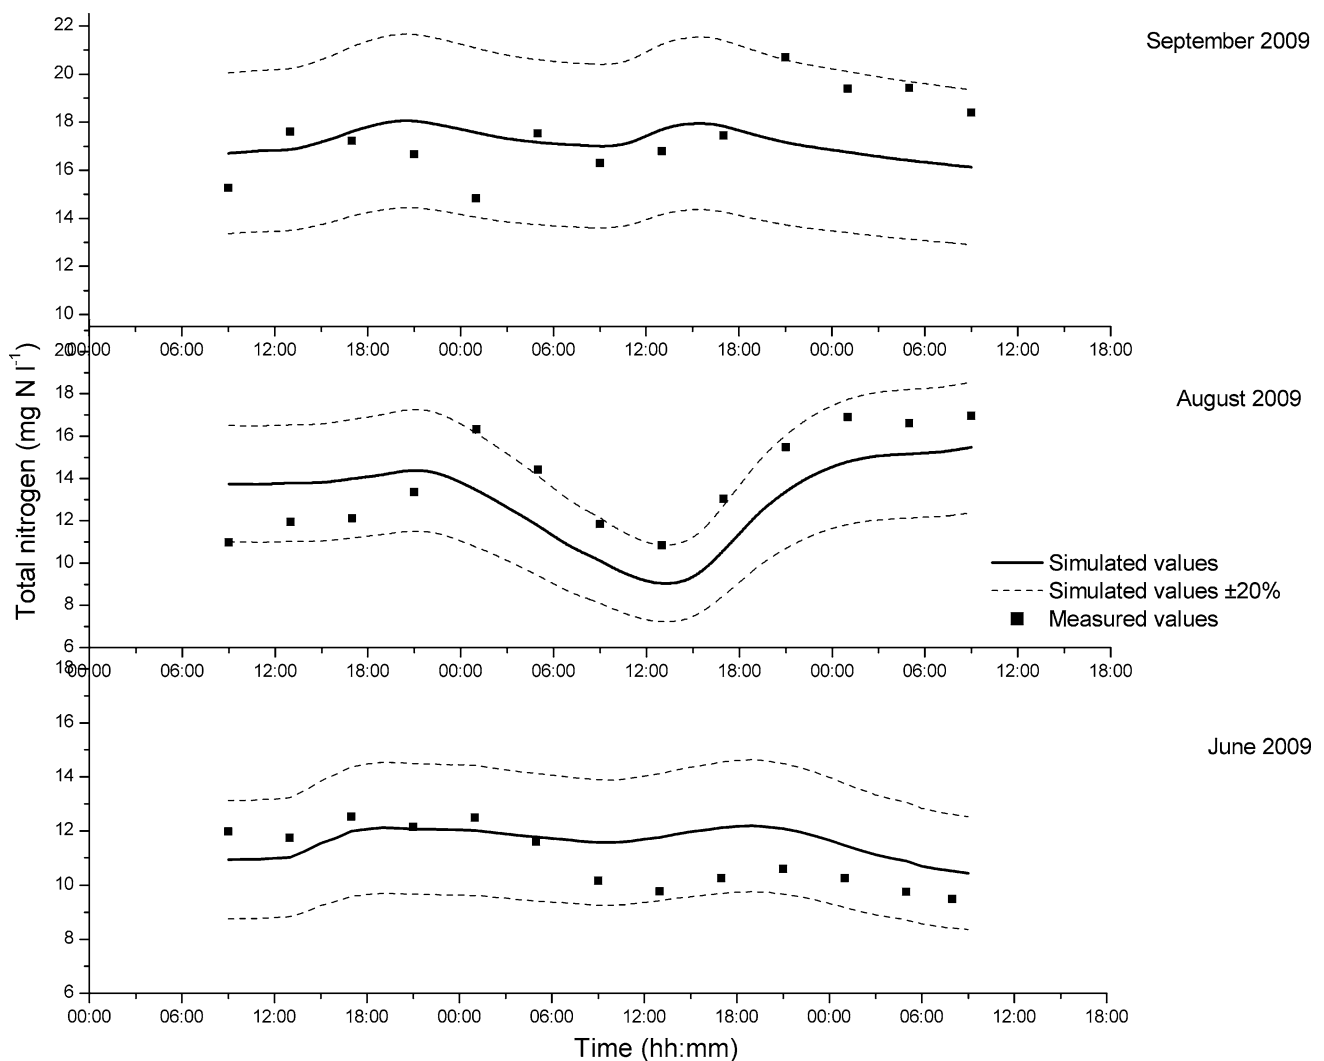 22
September 2009
20
18
16
14
12
10
00:00 06:00 12:00 18:00 00:00 06:00 12:00 18:00 00:00 06:00 12:00 18:00
20
18
August 2009
16
14
12
10
8
6
Simulated values
Simulated values ±20%
Measured values
00:00 06:00 12:00 18:00 00:00 06:00 12:00 18:00 00:00 06:00 12:00 18:00
18
16
June 2009
14
12
10
8
6
00:00 06:00 12:00 18:00 00:00 06:00 12:00 18:00 00:00 06:00 12:00 18:00
Time (hh:mm)
Total nitrogen (mg N l⁻¹)